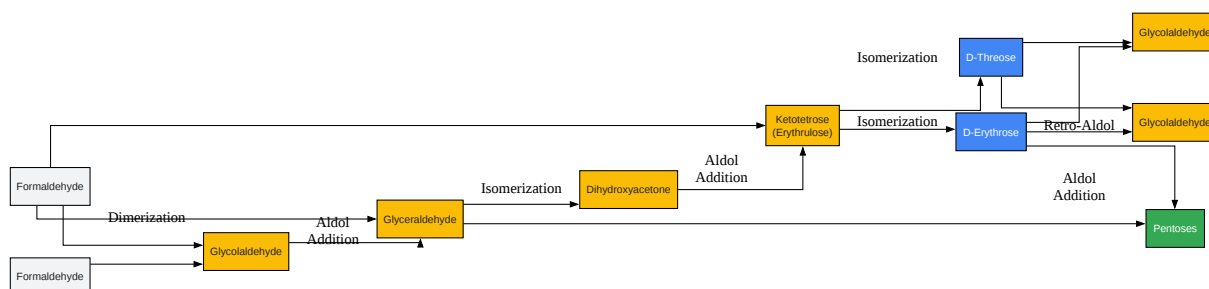 Glycolaldehyde
Isomerization
D-Threose
Glycolaldehyde
Ketotetrose
(Erythrulose)
Isomerization
D-Erythrose
Retro-Aldol
Aldol
Addition
Formaldehyde
Isomerization
Dihydroxyacetone
Aldol
Addition
Dimerization
Aldol
Addition
Glyceraldehyde
Pentoses
Glycolaldehyde
Formaldehyde